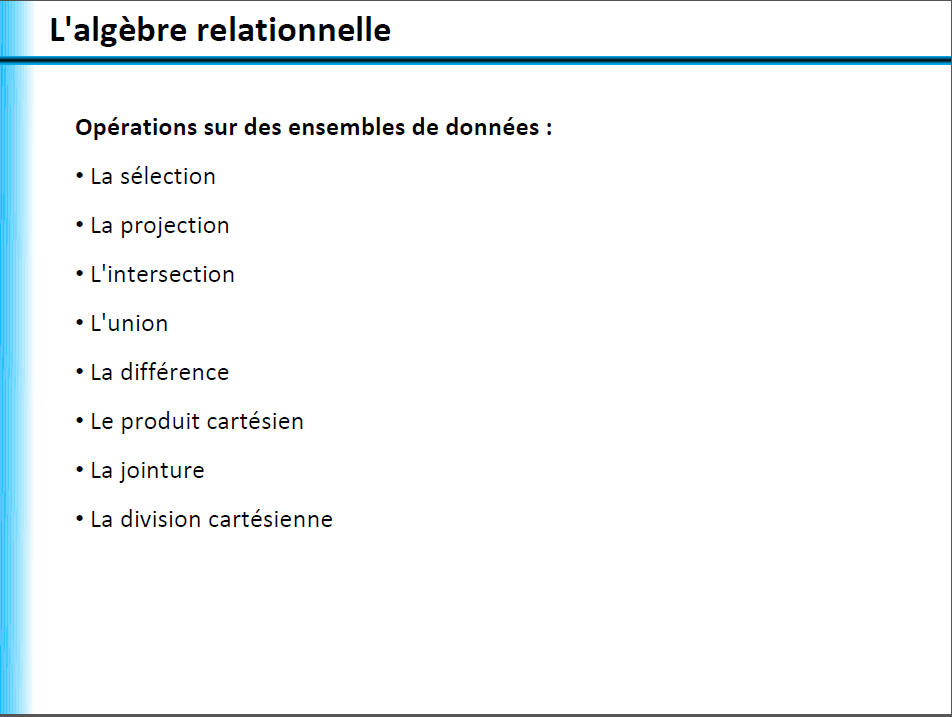 L'algèbre relationnelle
Opérations sur des ensembles de données :
• La sélection
• La projection
• L'intersection
• L'union
• La différence
• Le produit cartésien
• La jointure
• La division cartésienne